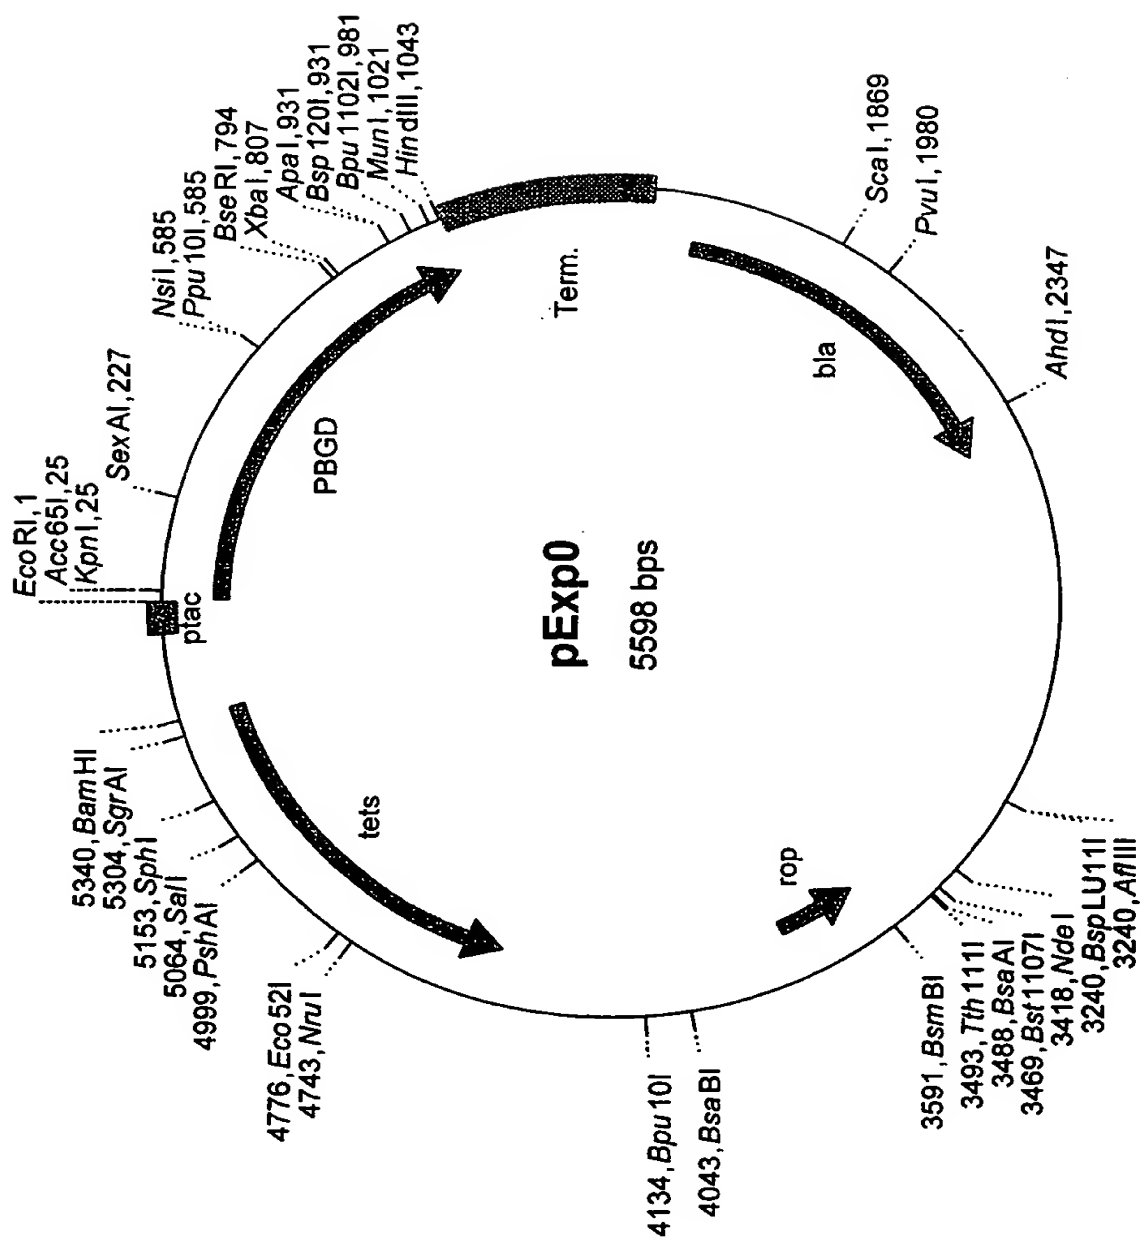 EcoRI,1
Acc65I,25
KpnI,25
SexAI,227
NsiI,585
Ppu10I,585
BseRI,794
XbaI,807
ApaI,931
Bsp120I,931
Bpu1102I,981
MunI,1021
HindIII,1043
ScaI,1869
PvuI,1980
AhdI,2347
ptac
PBGD
Term.
bla
pExp0
5598 bps
tets
rop
5340,BamHI
5304,SgrAI
5153,SphI
5064,SalI
4999,PshAI
4776,Eco52I
4743,NruI
4134,Bpu10I
4043,BsaBI
3591,BsmBI
3493,Tth111I
3488,BsaAI
3469,Bst1107I
3418,NdeI
3240,BspLU11I
3240,AflIII